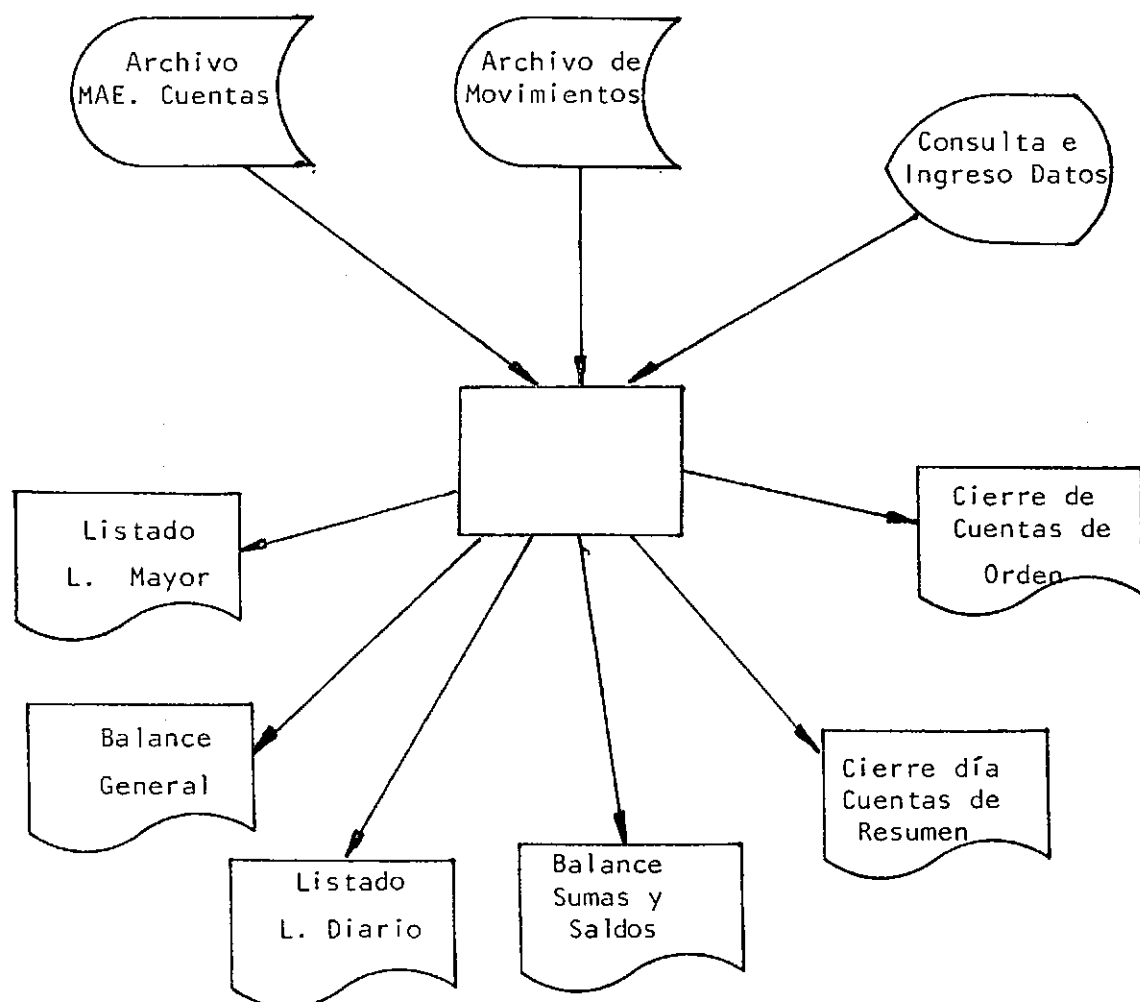 Archivo
MAE. Cuentas
Archivo de
Movimientos
Consulta e
Ingreso Datos
Listado
L. Mayor
Cierre de
Cuentas de
Orden
Balance
General
Cierre día
Cuentas de
Resumen
Listado
L. Diario
Balance
Sumas y
Saldos